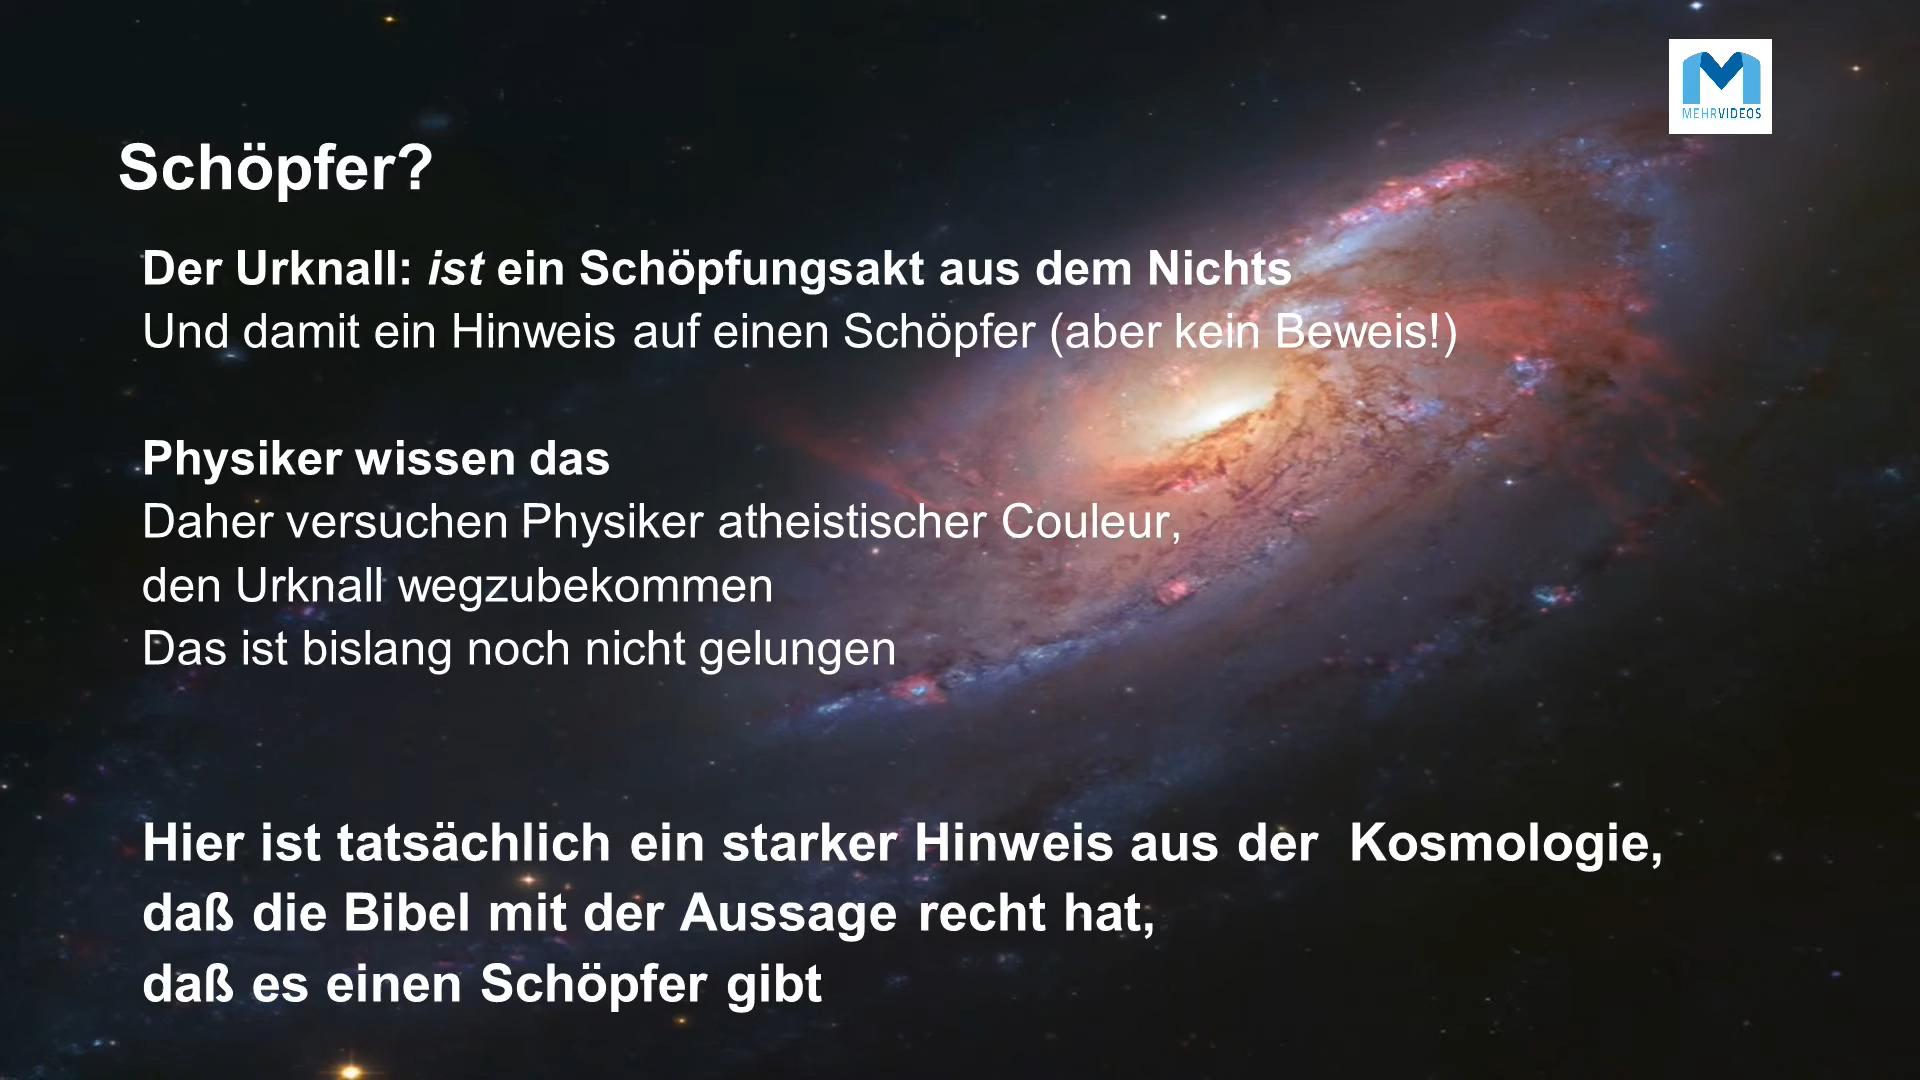 MEHRVIDEOS
Schöpfer?
Der Urknall: ist ein Schöpfungsakt aus dem Nichts
Und damit ein Hinweis auf einen Schöpfer (aber kein Beweis!)
Physiker wissen das
Daher versuchen Physiker atheistischer Couleur,
den Urknall wegzubekommen
Das ist bislang noch nicht gelungen
Hier ist tatsächlich ein starker Hinweis aus der Kosmologie,
daß die Bibel mit der Aussage recht hat,
daß es einen Schöpfer gibt